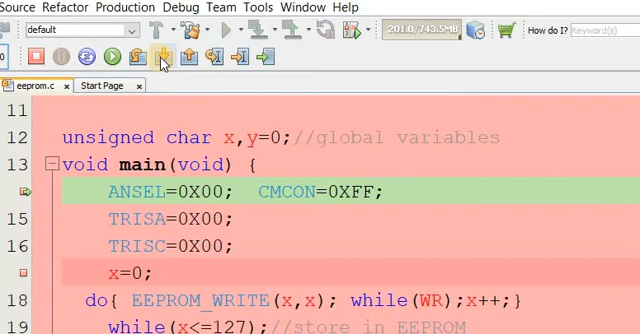 Source Refactor Production Debug Team Tools Window Help
default 201.0/743.5MB How do I? Keyword(s)
eeprom.c x Start Page x
11
12 unsigned char x,y=0;//global variables
13 void main(void) {
ANSEL=0X00; CMCON=0XFF;
15 TRISA=0X00;
16 TRISC=0X00;
x=0;
18 do{ EEPROM_WRITE(x,x); while(WR);x++;}
19 while(x<=127);//store in EEPROM